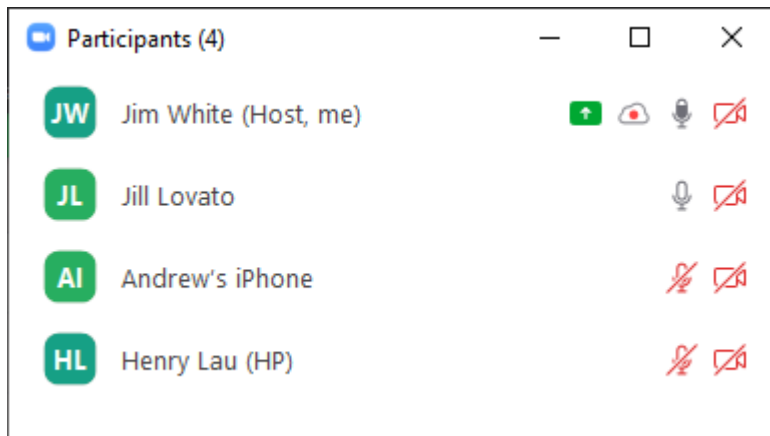 Participants (4)
JW Jim White (Host, me)
JL Jill Lovato
AI Andrew's iPhone
HL Henry Lau (HP)